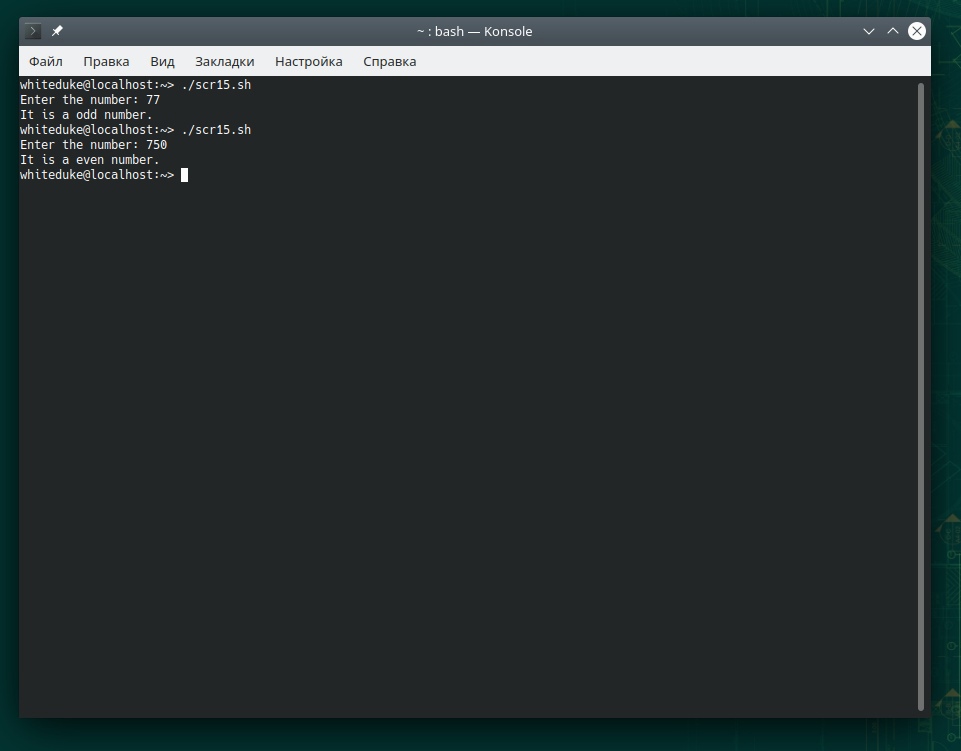 ~ : bash — Konsole
Файл Правка Вид Закладки Настройка Справка
whiteduke@localhost:~> ./scr15.sh
Enter the number: 77
It is a odd number.
whiteduke@localhost:~> ./scr15.sh
Enter the number: 750
It is a even number.
whiteduke@localhost:~>